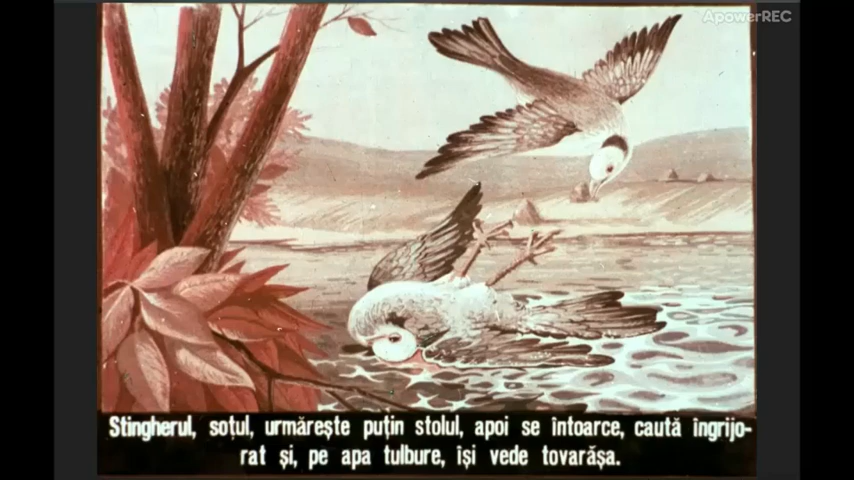 ApowerREC
Stingherul, soțul, urmărește puțin stolul, apoi se întoarce, caută îngrijo-
rat și, pe apa tulbure, își vede tovarășa.